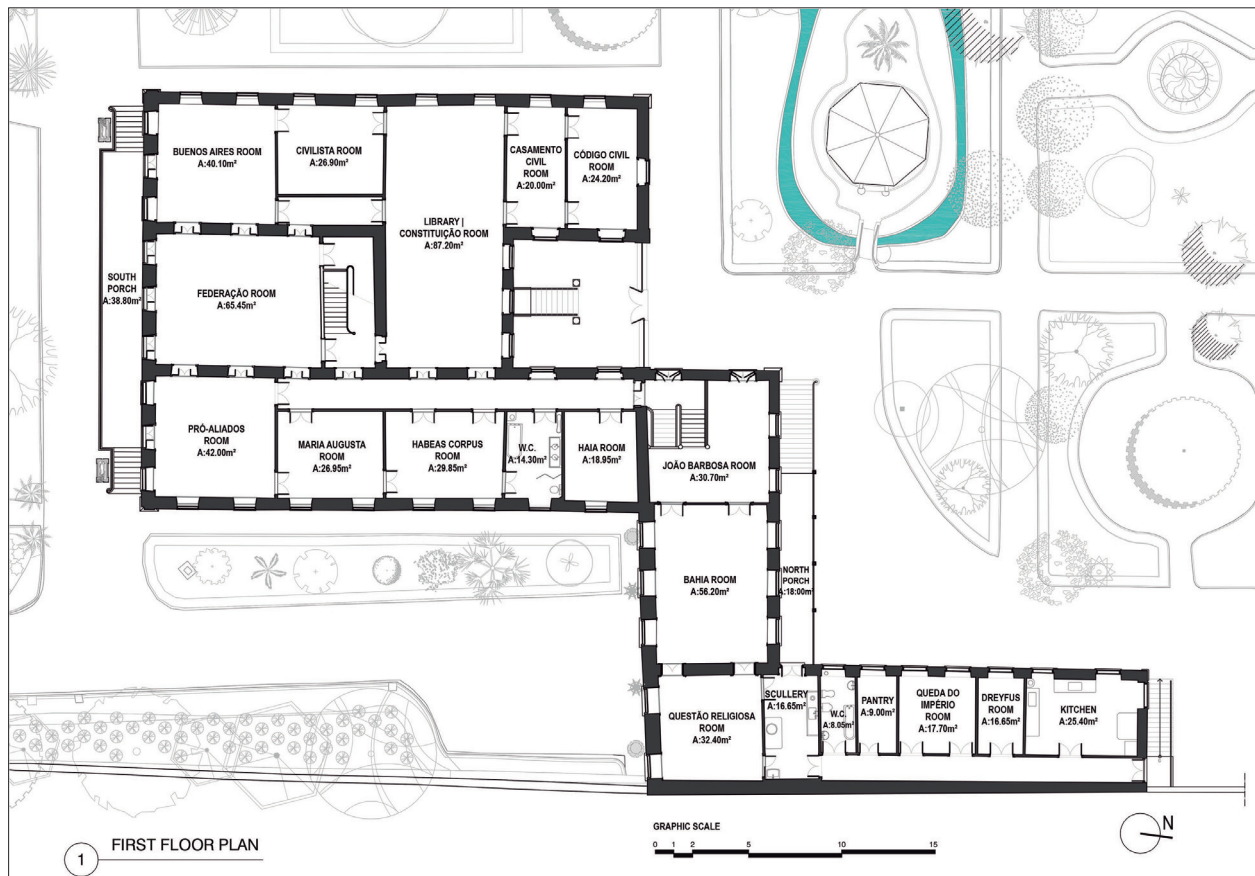 BUENOS AIRES ROOM
A:40.10m²
CIVILISTA ROOM
A:26.90m²
LIBRARY |
CONSTITUIÇÃO ROOM
A:87.20m²
CASAMENTO
CIVIL
ROOM
A:20.00m²
CÓDIGO CIVIL
ROOM
A:24.20m²
SOUTH
PORCH
A:38.80m²
FEDERAÇÃO ROOM
A:65.45m²
PRÓ-ALIADOS
ROOM
A:42.00m²
MARIA AUGUSTA
ROOM
A:26.95m²
HABEAS CORPUS
ROOM
A:29.85m²
W.C.
A:14.30m²
HAIA ROOM
A:18.95m²
JOÃO BARBOSA ROOM
A:30.70m²
BAHIA ROOM
A:56.20m²
NORTH
PORCH
A:18:00m²
QUESTÃO RELIGIOSA
ROOM
A:32.40m²
SCULLERY
A:16.65m²
W.C.
A:8.05m²
PANTRY
A:9.00m²
QUEDA DO
IMPÉRIO
ROOM
A:17.70m²
DREYFUS
ROOM
A:16.65m²
KITCHEN
A:25.40m²
1 FIRST FLOOR PLAN
GRAPHIC SCALE
0 1 2 5 10 15
N